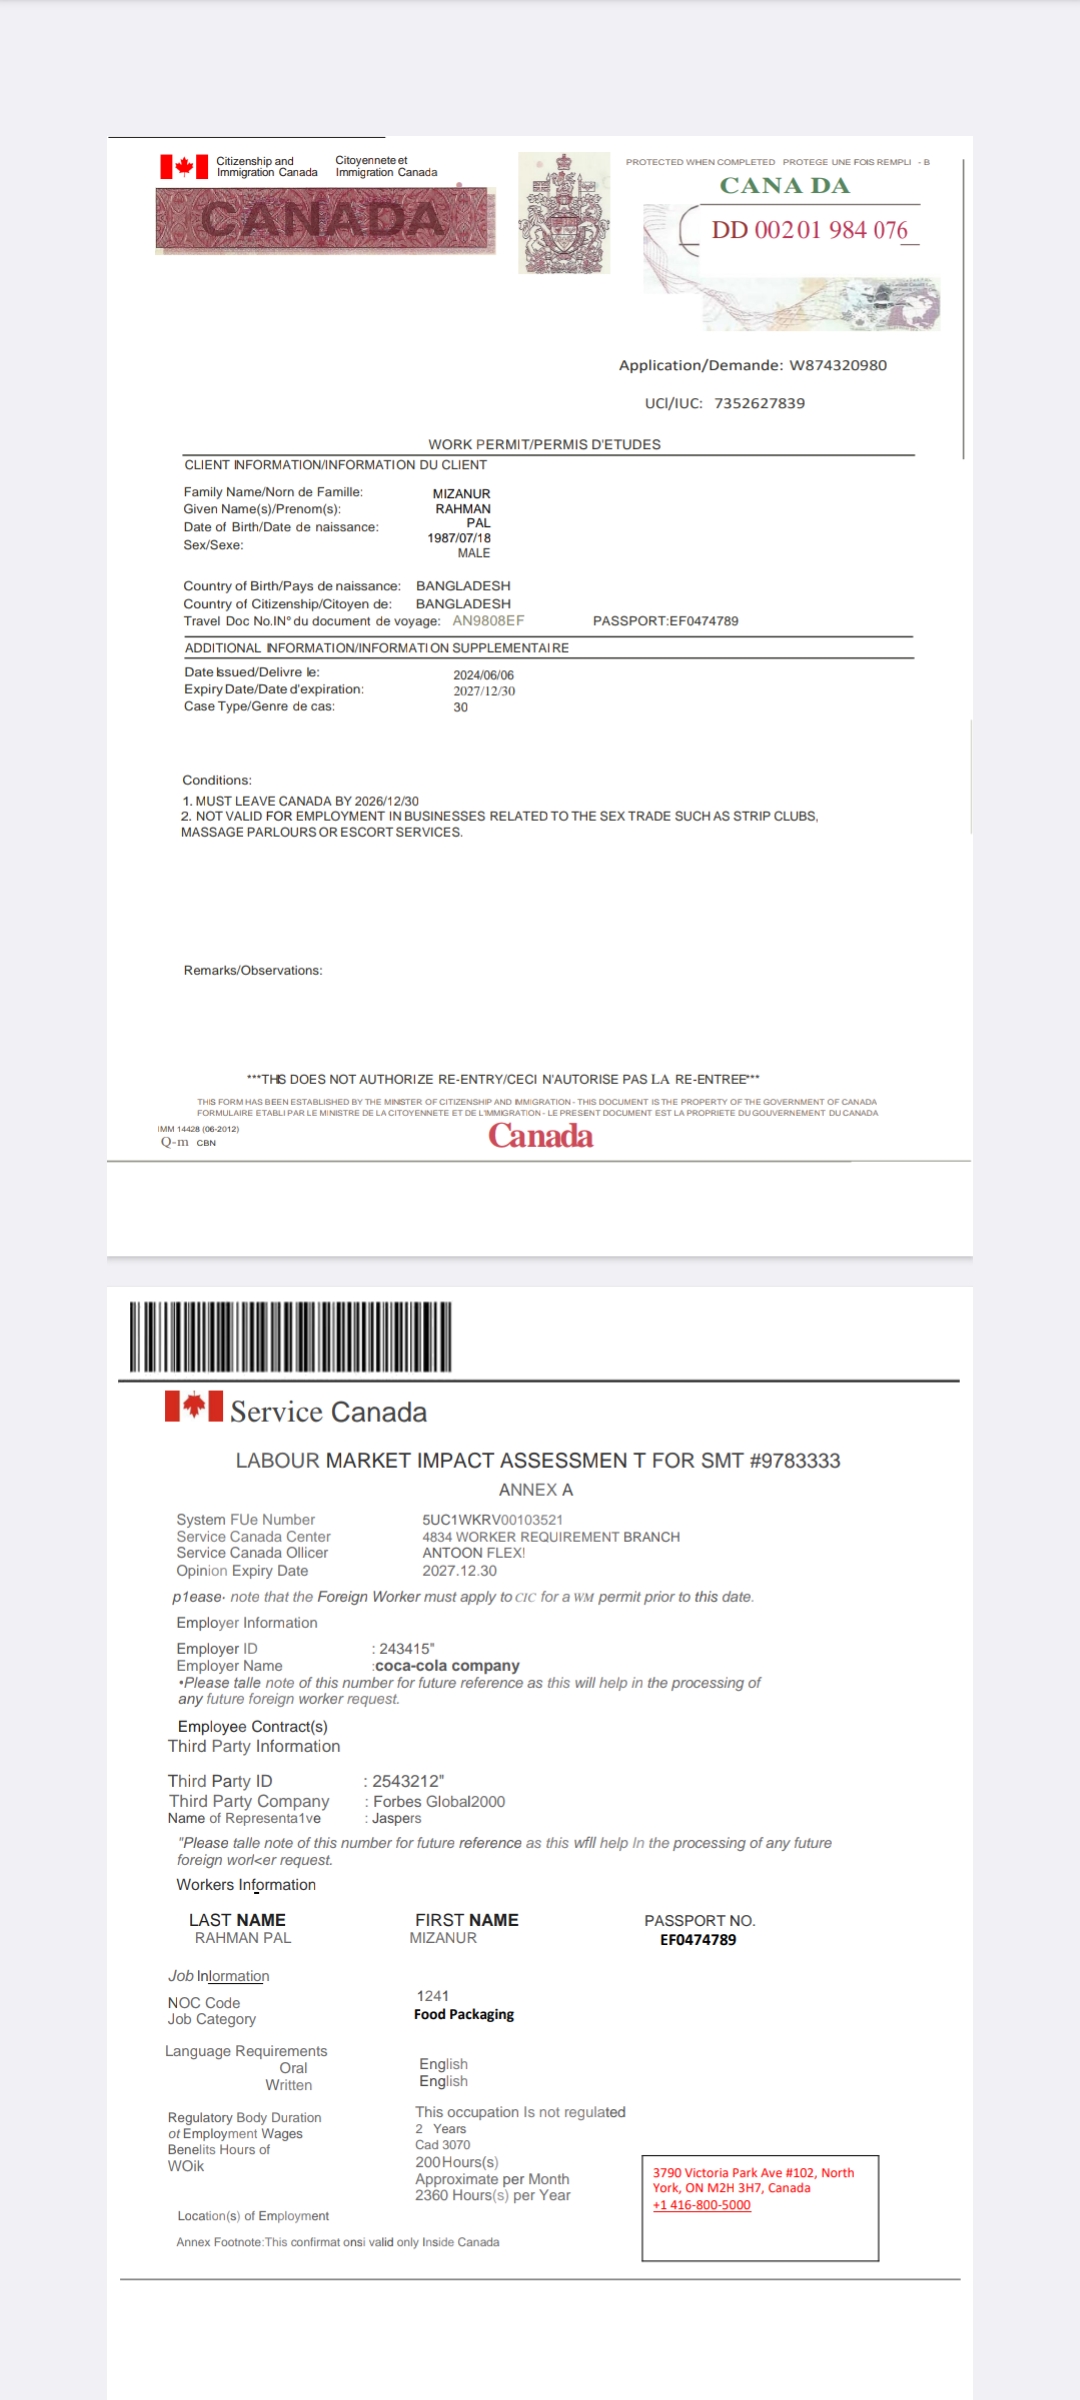 Citizenship and Citoyennete et
Immigration Canada Immigration Canada
PROTECTED WHEN COMPLETED PROTEGE UNE FOIS REMPLI - B
CANADA
CANA DA
DD 00201 984 076
Application/Demande: W874320980
UCI/IUC: 7352627839
WORK PERMIT/PERMIS D'ETUDES
CLIENT INFORMATION/INFORMATION DU CLIENT
Family Name/Norn de Famille: MIZANUR
Given Name(s)/Prenom(s): RAHMAN
PAL
Date of Birth/Date de naissance: 1987/07/18
Sex/Sexe: MALE
Country of Birth/Pays de naissance: BANGLADESH
Country of Citizenship/Citoyen de: BANGLADESH
Travel Doc No.IN° du document de voyage: AN9808EF PASSPORT:EF0474789
ADDITIONAL INFORMATION/INFORMATION SUPPLEMENTAIRE
Date Issued/Delivre le: 2024/06/06
Expiry Date/Date d'expiration: 2027/12/30
Case Type/Genre de cas: 30
Conditions:
1. MUST LEAVE CANADA BY 2026/12/30
2. NOT VALID FOR EMPLOYMENT IN BUSINESSES RELATED TO THE SEX TRADE SUCH AS STRIP CLUBS,
MASSAGE PARLOURS OR ESCORT SERVICES.
Remarks/Observations:
***THIS DOES NOT AUTHORIZE RE-ENTRY/CECI N'AUTORISE PAS LA RE-ENTREE***
THIS FORM HAS BEEN ESTABLISHED BY THE MINISTER OF CITIZENSHIP AND IMMIGRATION - THIS DOCUMENT IS THE PROPERTY OF THE GOVERNMENT OF CANADA
FORMULAIRE ETABLI PAR LE MINISTRE DE LA CITOYENNETE ET DE L'IMMIGRATION - LE PRESENT DOCUMENT EST LA PROPRIETE DU GOUVERNEMENT DU CANADA
IMM 14428 (06-2012)
Q-m CBN
Canada
Service Canada
LABOUR MARKET IMPACT ASSESSMEN T FOR SMT #9783333
ANNEX A
System FUe Number 5UC1WKRV00103521
Service Canada Center 4834 WORKER REQUIREMENT BRANCH
Service Canada Ollicer ANTOON FLEX!
Opinion Expiry Date 2027.12.30
p1ease· note that the Foreign Worker must apply to CIC for a WM permit prior to this date.
Employer Information
Employer ID : 243415"
Employer Name :coca-cola company
•Please talle note of this number for future reference as this will help in the processing of
any future foreign worker request.
Employee Contract(s)
Third Party Information
Third Party ID : 2543212"
Third Party Company : Forbes Global2000
Name of Representa1ve : Jaspers
"Please talle note of this number for future reference as this wfll help In the processing of any future
foreign worl<er request.
Workers Information
LAST NAME FIRST NAME PASSPORT NO.
RAHMAN PAL MIZANUR EF0474789
Job Inlormation
NOC Code 1241
Job Category Food Packaging
Language Requirements
Oral English
Written English
Regulatory Body Duration This occupation Is not regulated
ot Employment Wages 2 Years
Benelits Hours of Cad 3070
WOik 200Hours(s)
Approximate per Month
2360 Hours(s) per Year
3790 Victoria Park Ave #102, North
York, ON M2H 3H7, Canada
+1 416-800-5000
Location(s) of Employment
Annex Footnote:This confirmat onsi valid only Inside Canada